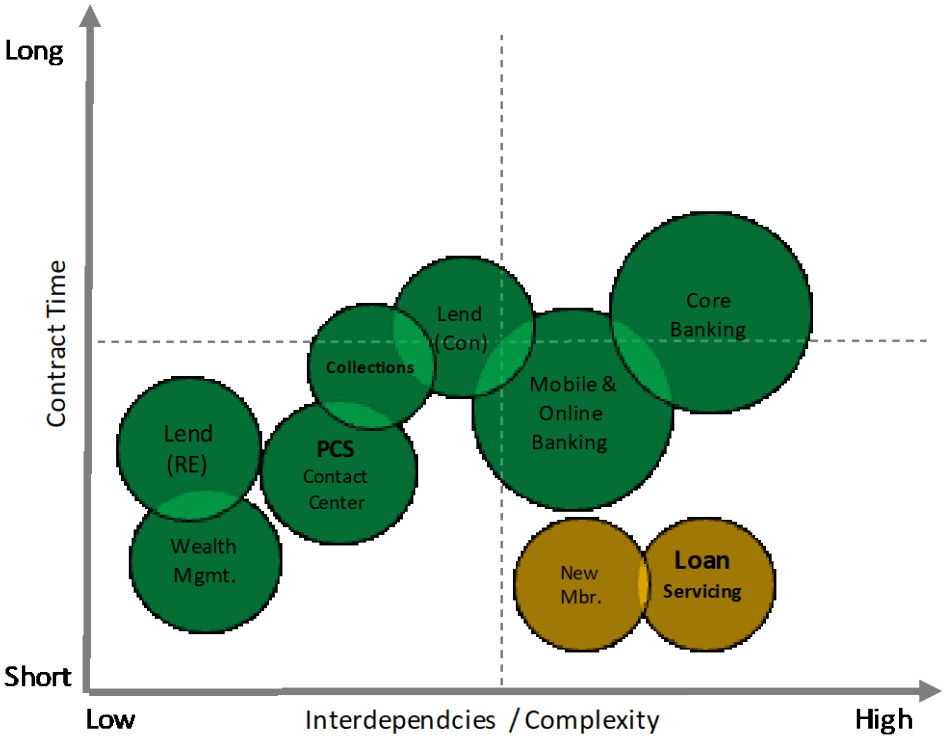 Long
Contract Time
Core
Banking
Lend
(Con)
Collections
Mobile &
Online
Banking
Lend
(RE)
PCS
Contact
Center
Wealth
Mgmt.
New
Mbr.
Loan
Servicing
Short
Low
Interdependcies / Complexity
High